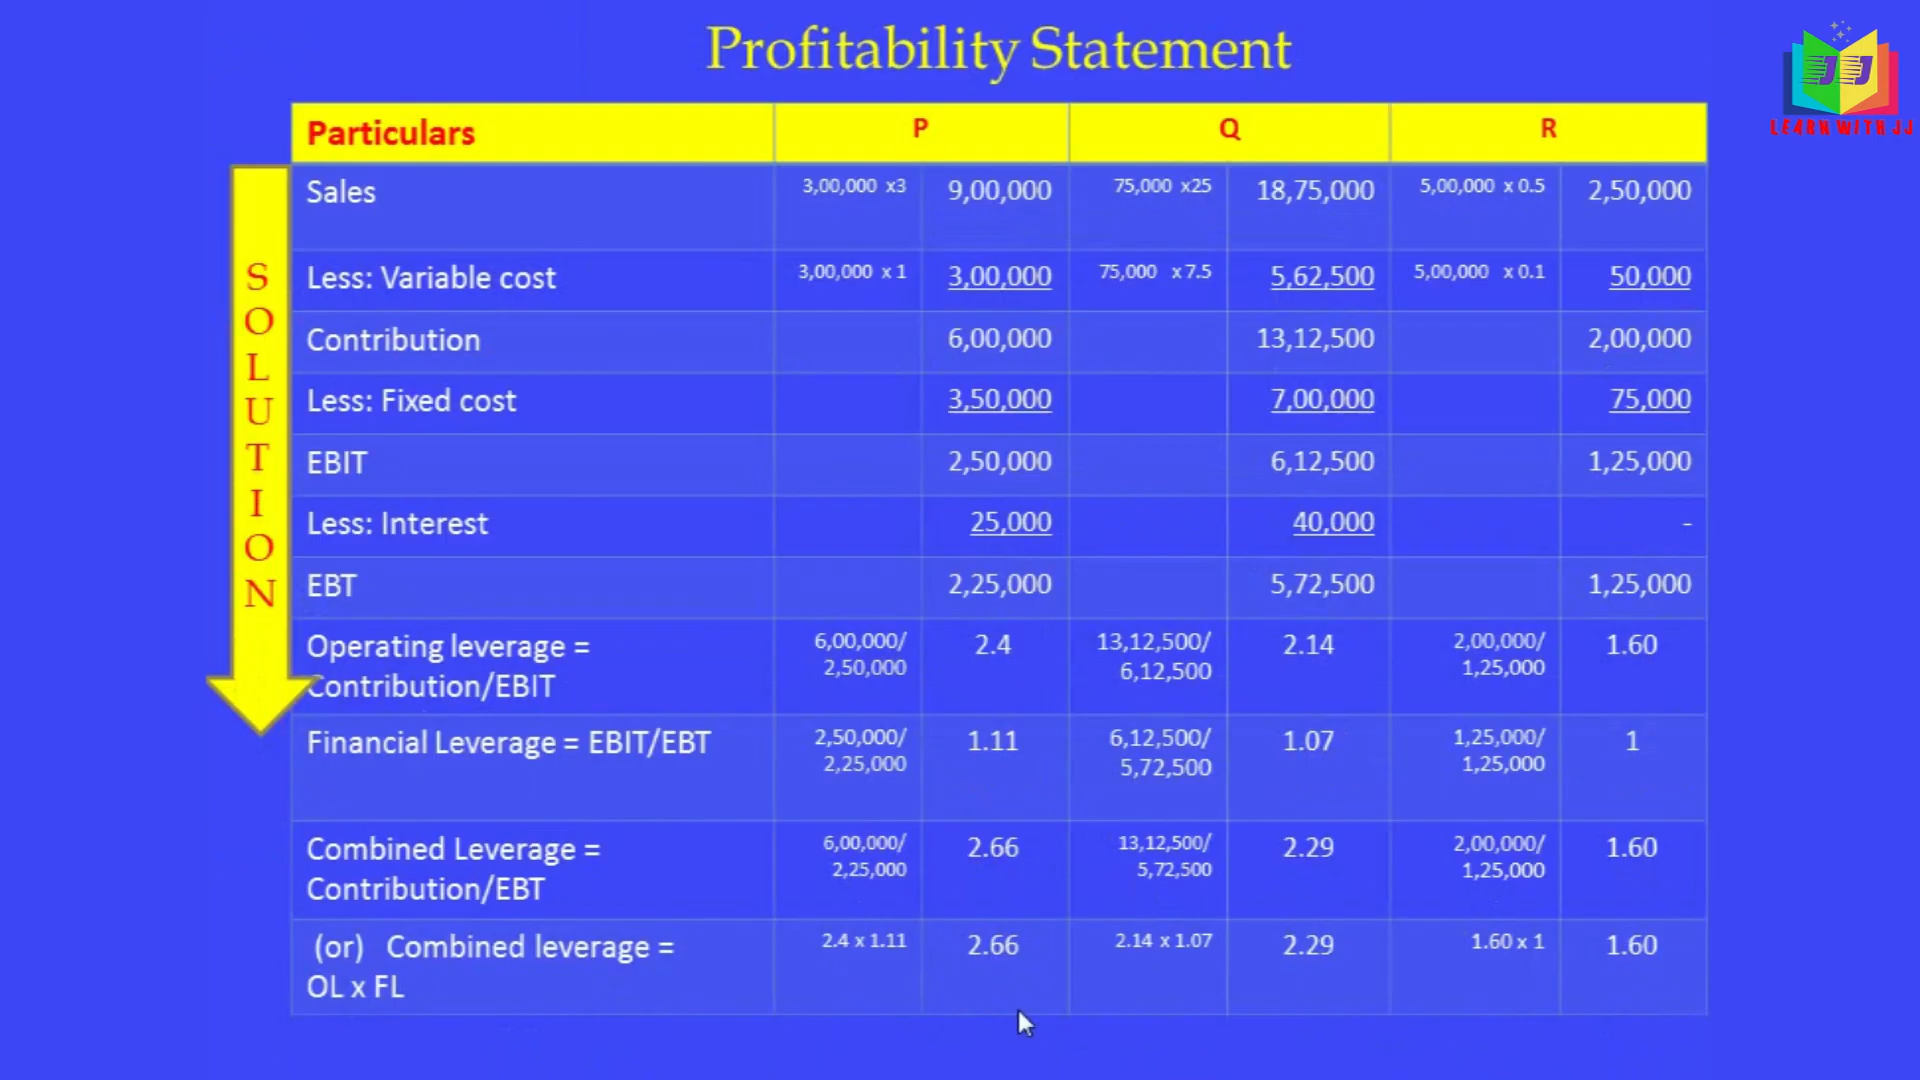 Profitability Statement
LEARN WITH JJ
SOLUTION
Particulars P Q R
Sales 3,00,000 x3 9,00,000 75,000 x25 18,75,000 5,00,000 x 0.5 2,50,000
Less: Variable cost 3,00,000 x 1 3,00,000 75,000 x 7.5 5,62,500 5,00,000 x 0.1 50,000
Contribution 6,00,000 13,12,500 2,00,000
Less: Fixed cost 3,50,000 7,00,000 75,000
EBIT 2,50,000 6,12,500 1,25,000
Less: Interest 25,000 40,000 -
EBT 2,25,000 5,72,500 1,25,000
Operating leverage = 6,00,000/ 2.4 13,12,500/ 2.14 2,00,000/ 1.60
Contribution/EBIT 2,50,000 6,12,500 1,25,000
Financial Leverage = EBIT/EBT 2,50,000/ 1.11 6,12,500/ 1.07 1,25,000/ 1
2,25,000 5,72,500 1,25,000
Combined Leverage = 6,00,000/ 2.66 13,12,500/ 2.29 2,00,000/ 1.60
Contribution/EBT 2,25,000 5,72,500 1,25,000
(or) Combined leverage = 2.4 x 1.11 2.66 2.14 x 1.07 2.29 1.60 x 1 1.60
OL x FL